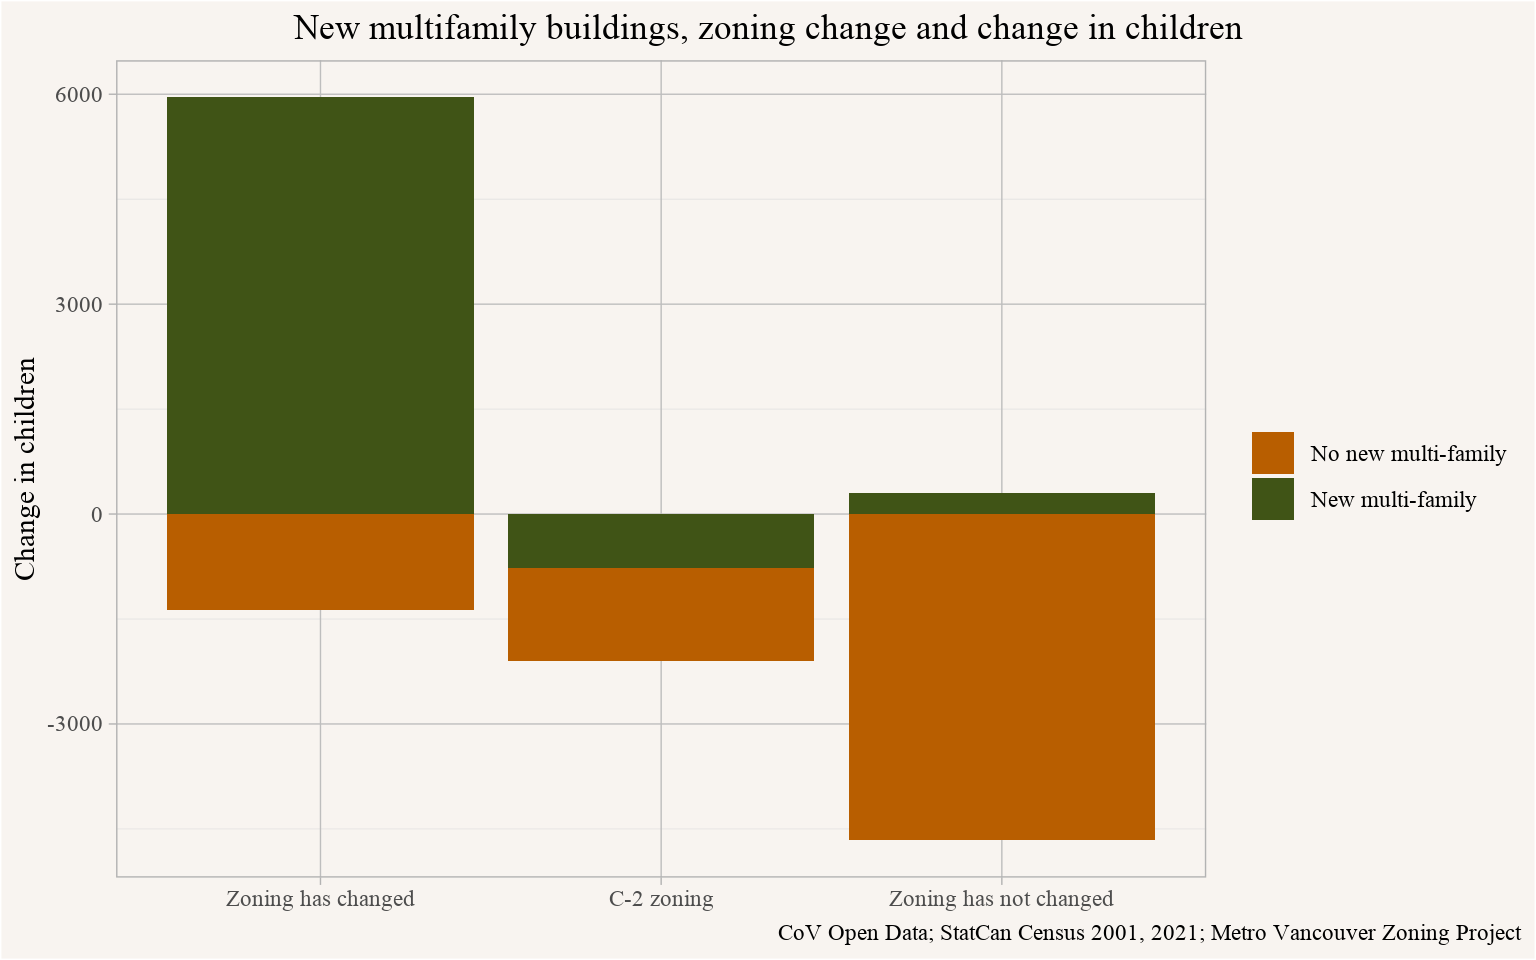 New multifamily buildings, zoning change and change in children
6000
3000
0
-3000
Change in children
Zoning has changed
C-2 zoning
Zoning has not changed
No new multi-family
New multi-family
CoV Open Data; StatCan Census 2001, 2021; Metro Vancouver Zoning Project